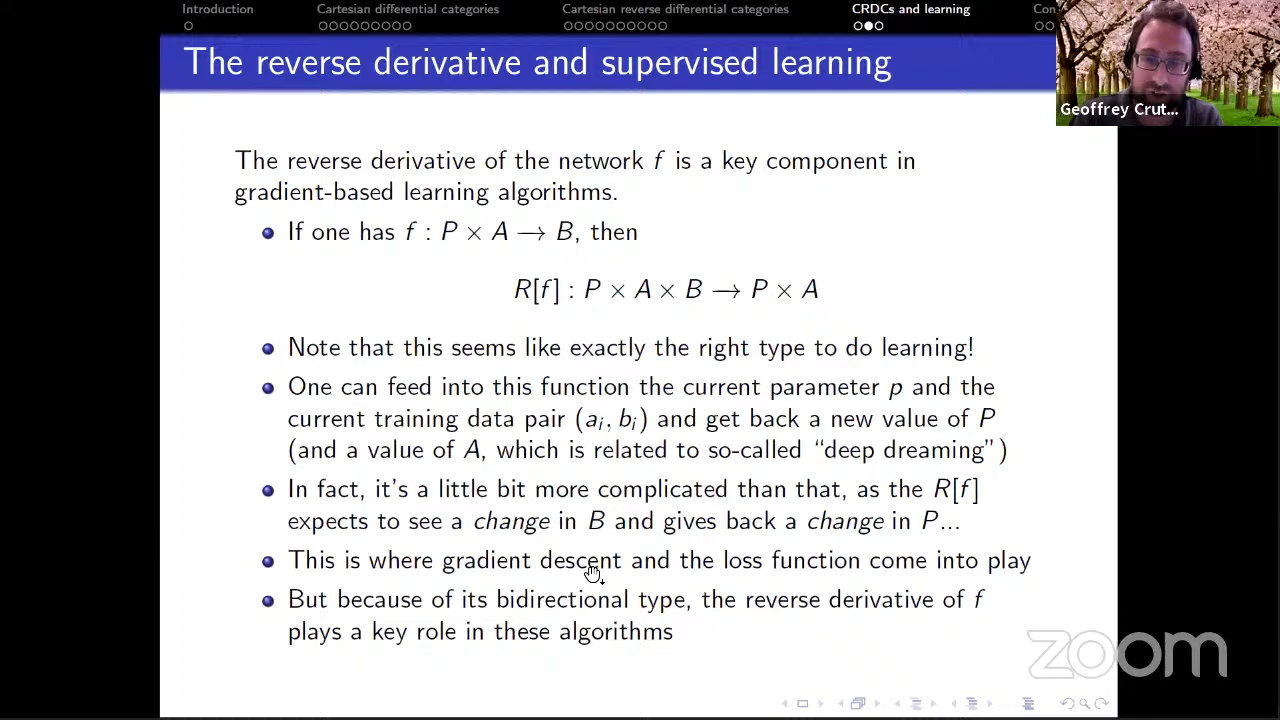 Introduction
Cartesian differential categories
Cartesian reverse differential categories
CRDCs and learning
Con
The reverse derivative and supervised learning
Geoffrey Crut...
The reverse derivative of the network f is a key component in
gradient-based learning algorithms.
If one has f : P × A ⟶ B, then
R[f] : P × A × B ⟶ P × A
Note that this seems like exactly the right type to do learning!
One can feed into this function the current parameter p and the
current training data pair (aᵢ, bᵢ) and get back a new value of P
(and a value of A, which is related to so-called “deep dreaming”)
In fact, it's a little bit more complicated than that, as the R[f]
expects to see a change in B and gives back a change in P...
This is where gradient descent and the loss function come into play
But because of its bidirectional type, the reverse derivative of f
plays a key role in these algorithms
zoom